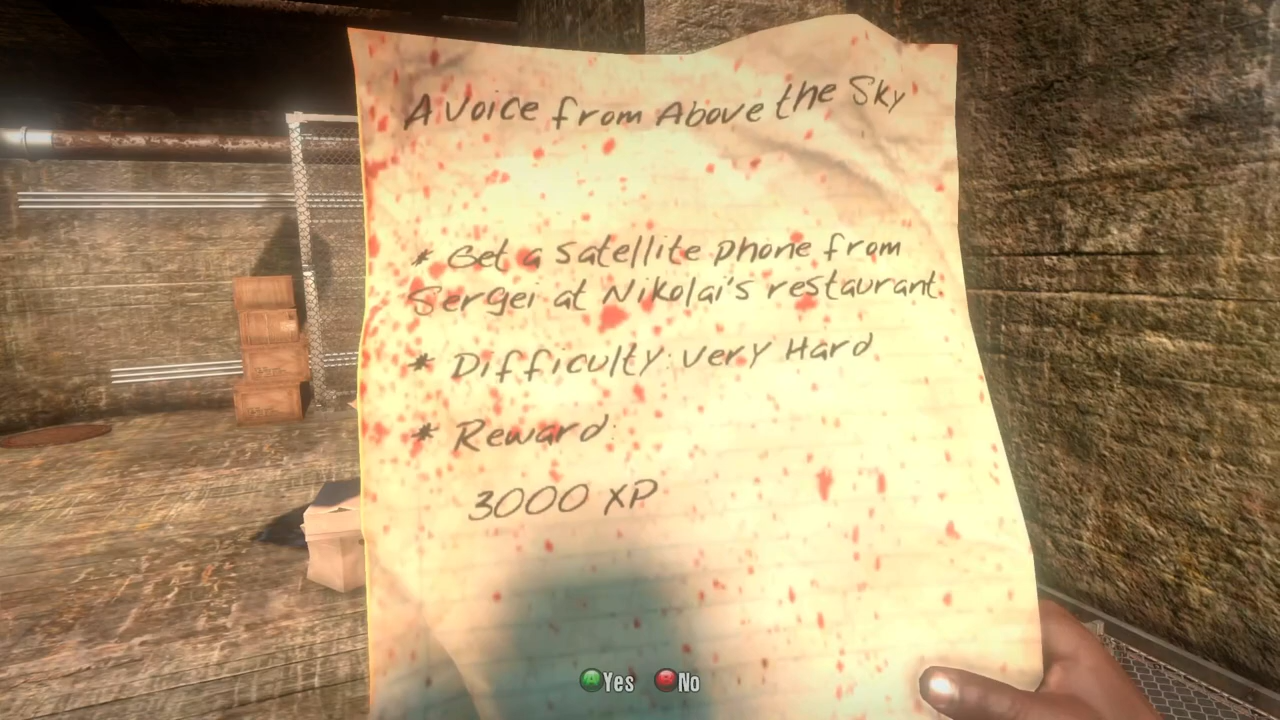 A Voice from Above the Sky
* Get a satellite phone from
Sergei at Nikolai's restaurant.
* Difficulty: Very Hard
* Reward:
3000 XP
A Yes B No